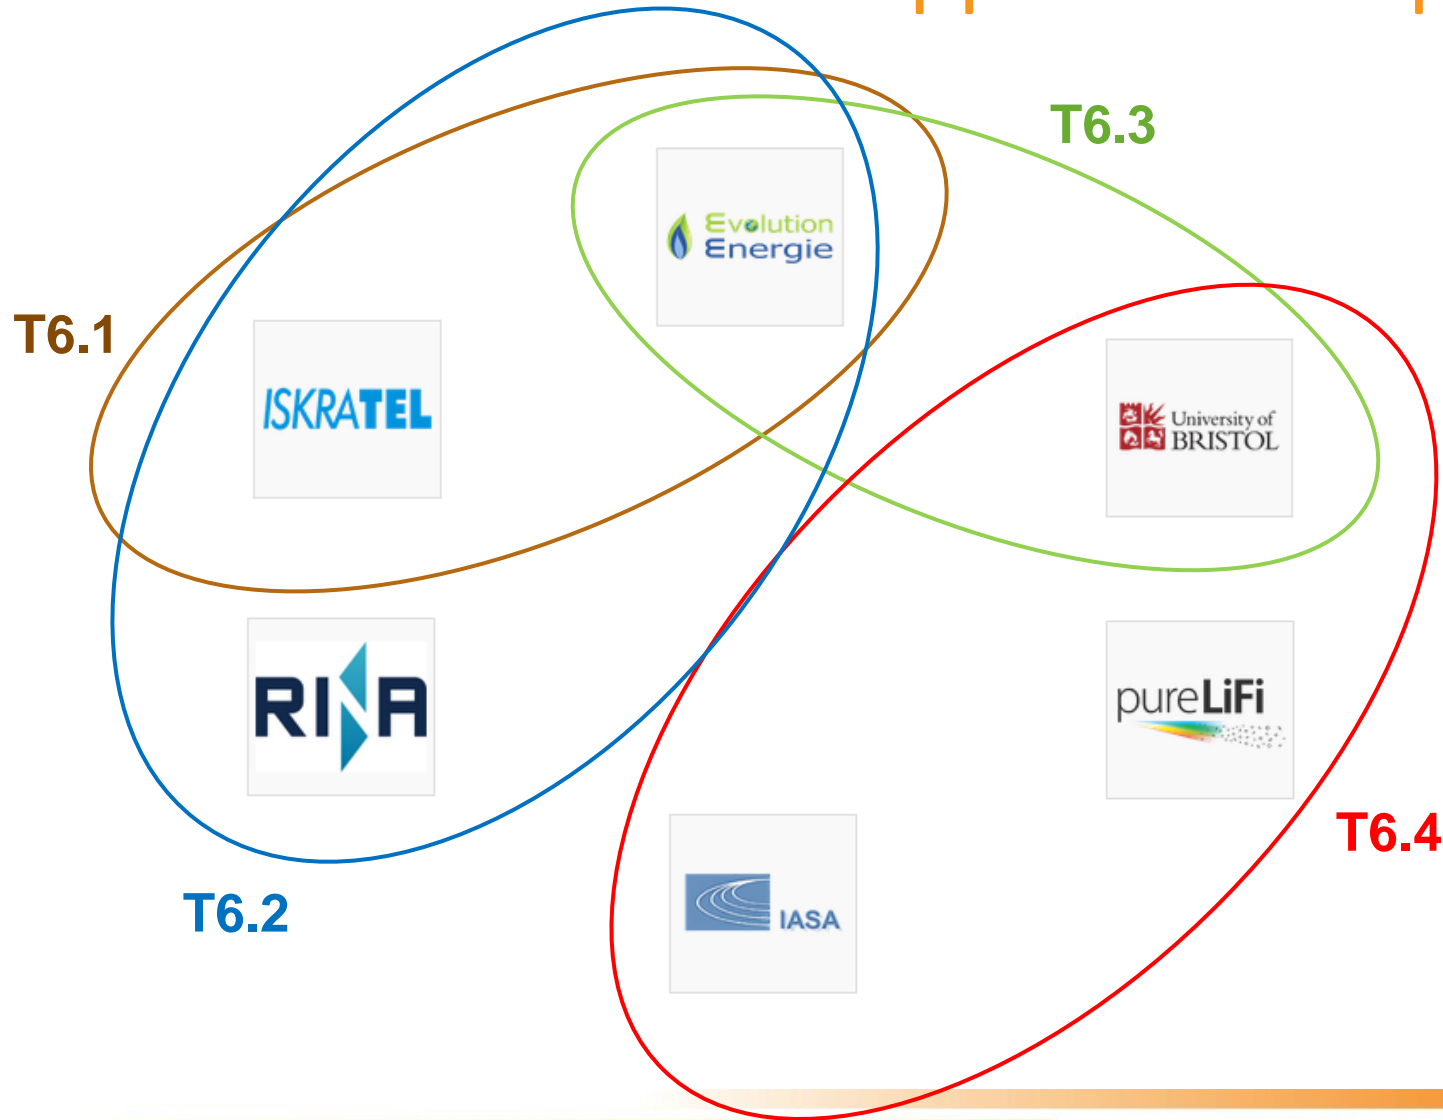 T6.3
Evolution
Energie
T6.1
ISKRATEL
University of
BRISTOL
RINA
pureLiFi
T6.4
IASA
T6.2